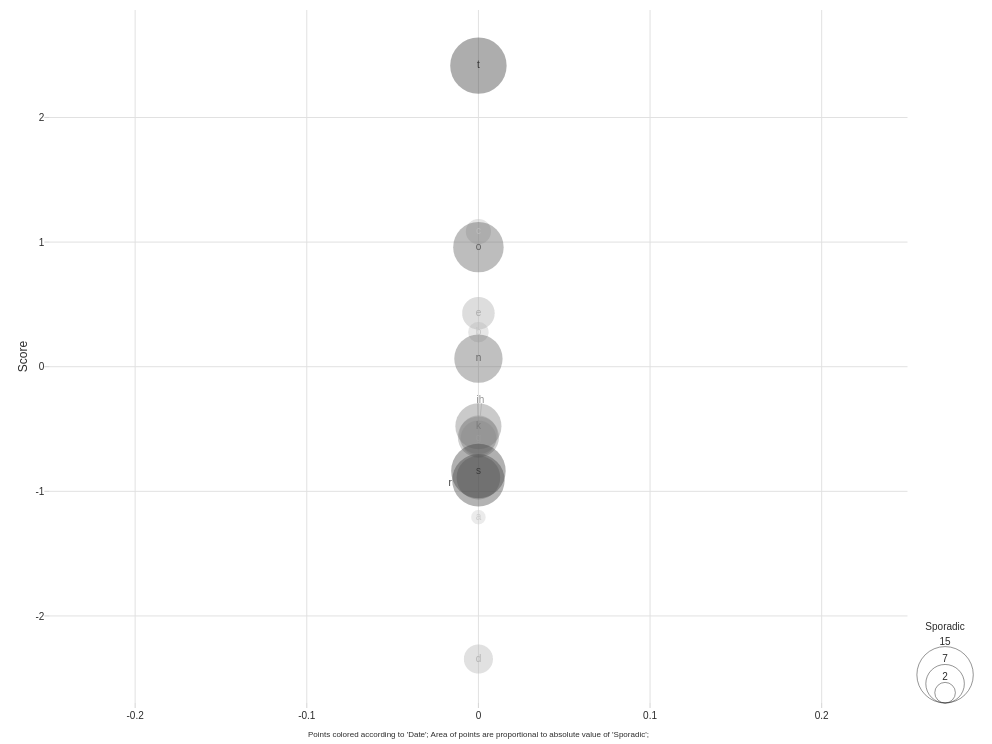 t
2
1
o
e
n
Score
0
jh
k
s
r
-1
a
-2
d
Sporadic
15
7
2
-0.2
-0.1
0
0.1
0.2
Points colored according to 'Date'; Area of points are proportional to absolute value of 'Sporadic';